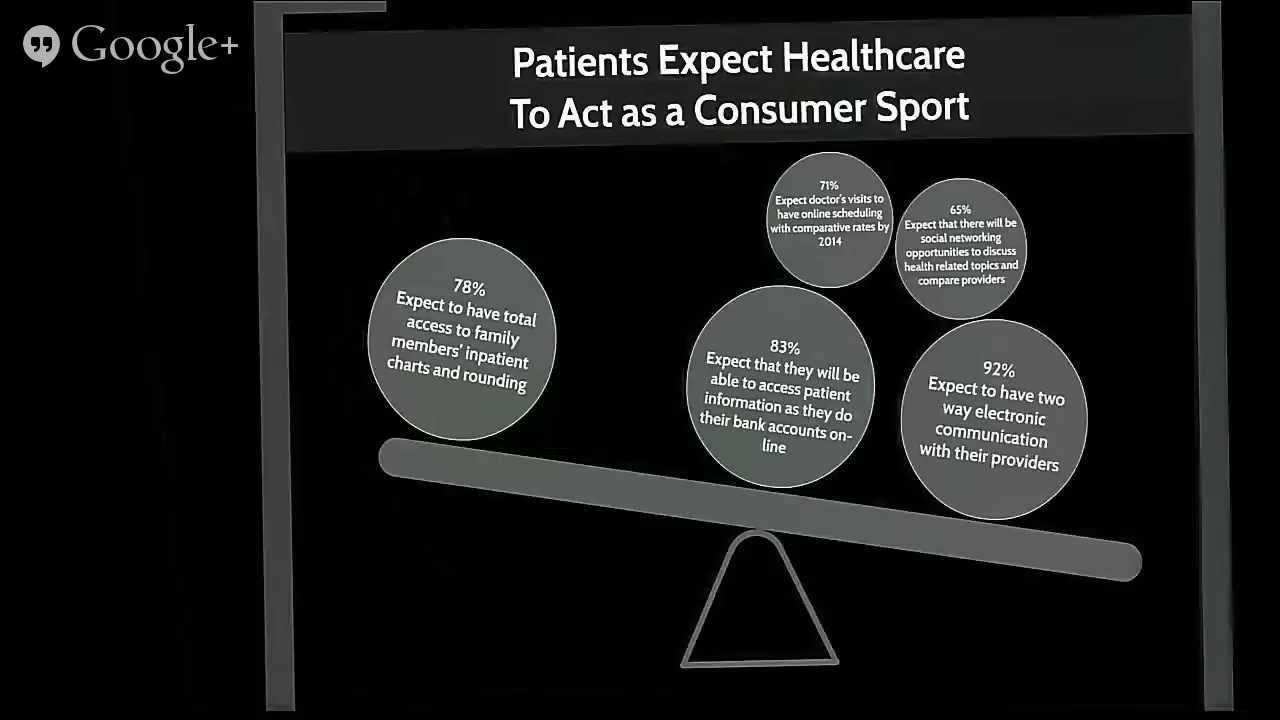 Google+
Patients Expect Healthcare
To Act as a Consumer Sport
71%
Expect doctor's visits to
have online scheduling
with comparative rates by
2014
65%
Expect that there will be
social networking
opportunities to discuss
health related topics and
compare providers
78%
Expect to have total
access to family
members' inpatient
charts and rounding
83%
Expect that they will be
able to access patient
information as they do
their bank accounts on-
line
92%
Expect to have two
way electronic
communication
with their providers